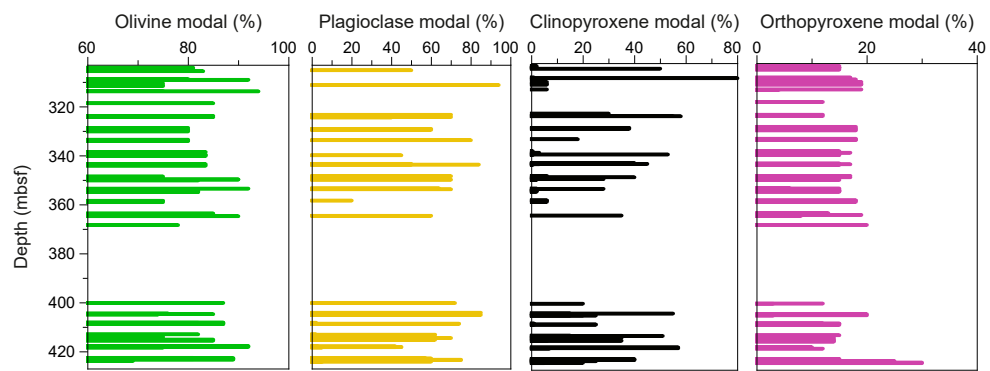 Olivine modal (%) Plagioclase modal (%) Clinopyroxene modal (%) Orthopyroxene modal (%)
60 80 100 0 20 40 60 80 100 0 20 40 60 80 0 20 40
320
340
360
380
400
420
Depth (mbsf)